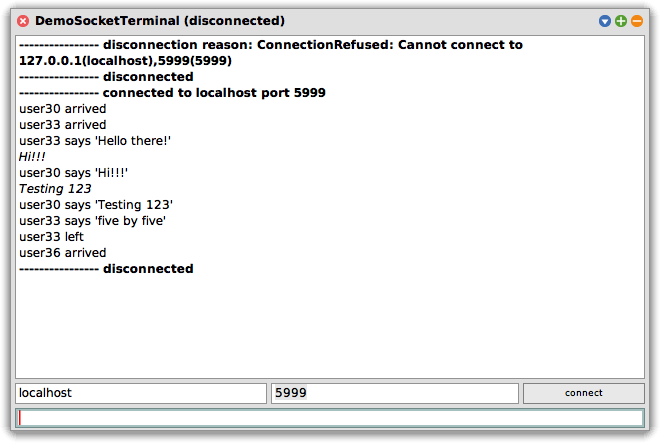 DemoSocketTerminal (disconnected)
--------------- disconnection reason: ConnectionRefused: Cannot connect to
127.0.0.1(localhost),5999(5999)
--------------- disconnected
--------------- connected to localhost port 5999
user30 arrived
user33 arrived
user33 says 'Hello there!'
Hi!!!
user30 says 'Hi!!!'
Testing 123
user30 says 'Testing 123'
user33 says 'five by five'
user33 left
user36 arrived
--------------- disconnected
localhost 5999 connect